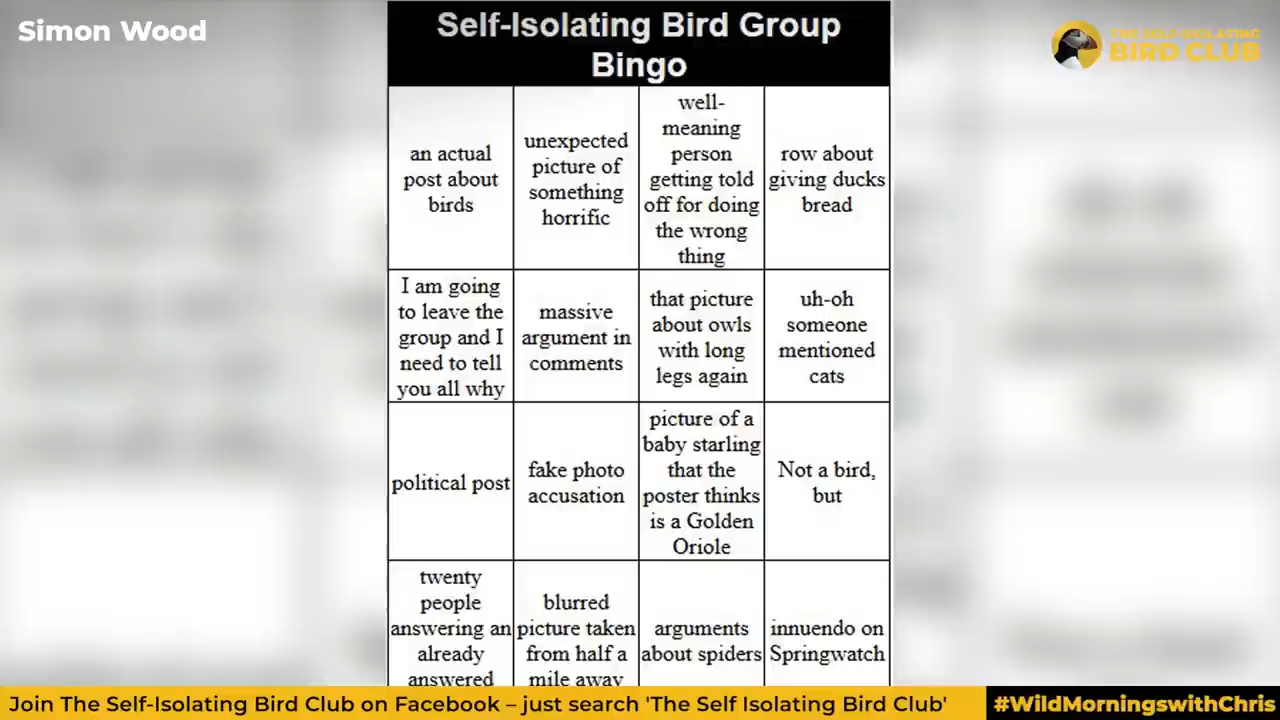 Simon Wood
THE SELF-ISOLATING
BIRD CLUB
Self-Isolating Bird Group
Bingo
an actual
post about
birds
unexpected
picture of
something
horrific
well-
meaning
person
getting told
off for doing
the wrong
thing
row about
giving ducks
bread
I am going
to leave the
group and I
need to tell
you all why
massive
argument in
comments
that picture
about owls
with long
legs again
uh-oh
someone
mentioned
cats
political post
fake photo
accusation
picture of a
baby starling
that the
poster thinks
is a Golden
Oriole
Not a bird,
but
twenty
people
answering an
already
answered
blurred
picture taken
from half a
mile away
arguments
about spiders
innuendo on
Springwatch
Join The Self-Isolating Bird Club on Facebook – just search 'The Self Isolating Bird Club'
#WildMorningswithChris